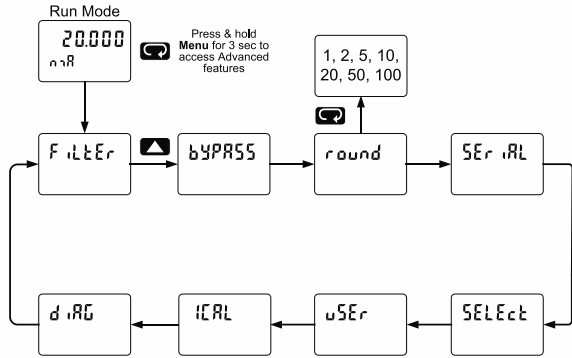 Run Mode
20.000
mA
Press & hold
Menu for 3 sec to
access Advanced
features
1, 2, 5, 10,
20, 50, 100
FiLtEr
bYPASS
round
SEriAL
diAG
ICAL
uSEr
SELEct